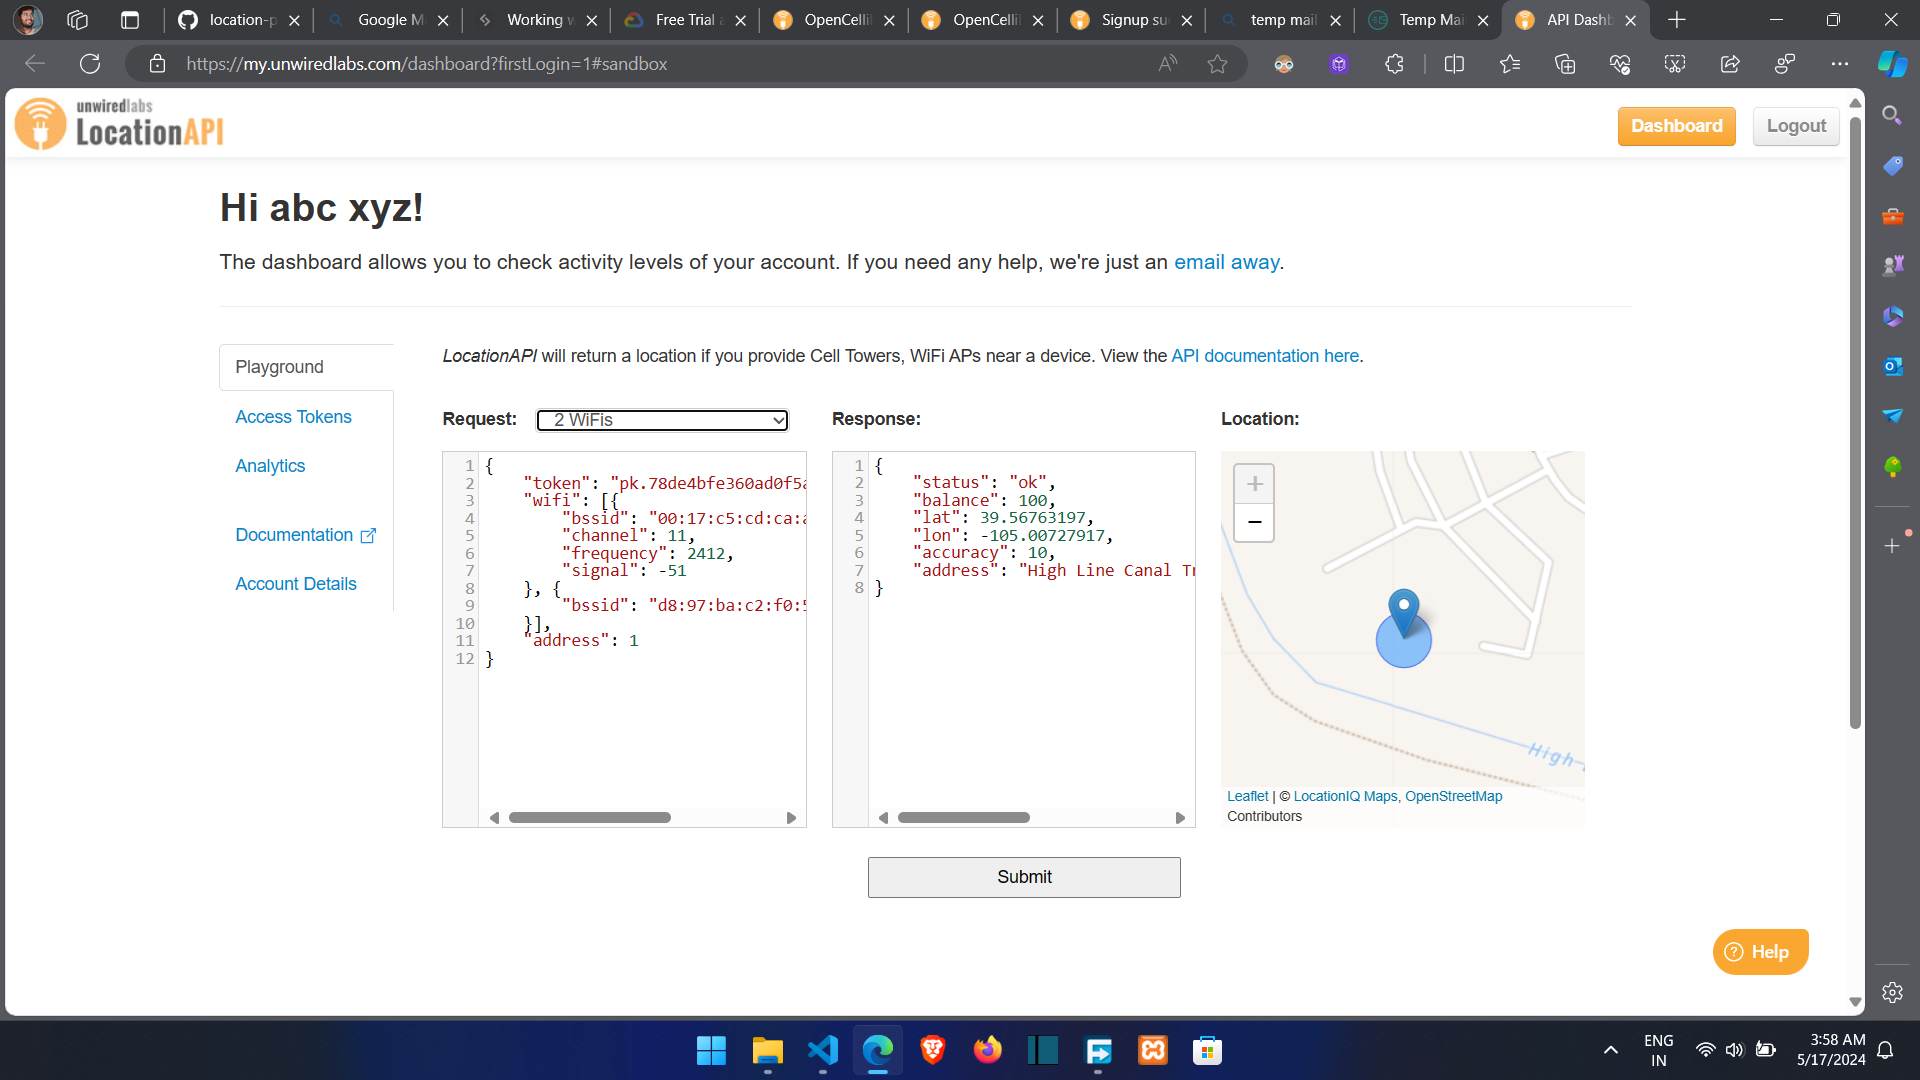 location-p
Google M
Working w
Free Trial a
OpenCelliI
OpenCelliI
Signup su
temp mail
Temp Mai
API Dashb
https://my.unwiredlabs.com/dashboard?firstLogin=1#sandbox
unwiredlabs
LocationAPI
Dashboard
Logout
Hi abc xyz!
The dashboard allows you to check activity levels of your account. If you need any help, we're just an email away.
Playground
Access Tokens
Analytics
Documentation
Account Details
LocationAPI will return a location if you provide Cell Towers, WiFi APs near a device. View the API documentation here.
Request:
2 WiFis
1 {
2 "token": "pk.78de4bfe360ad0f5a
3 "wifi": [{
4 "bssid": "00:17:c5:cd:ca:a
5 "channel": 11,
6 "frequency": 2412,
7 "signal": -51
8 }, {
9 "bssid": "d8:97:ba:c2:f0:5
10 }],
11 "address": 1
12 }
Response:
1 {
2 "status": "ok",
3 "balance": 100,
4 "lat": 39.56763197,
5 "lon": -105.00727917,
6 "accuracy": 10,
7 "address": "High Line Canal Tr
8 }
Location:
+
−
High
Leaflet | © LocationIQ Maps, OpenStreetMap
Contributors
Submit
Help
ENG
IN
3:58 AM
5/17/2024